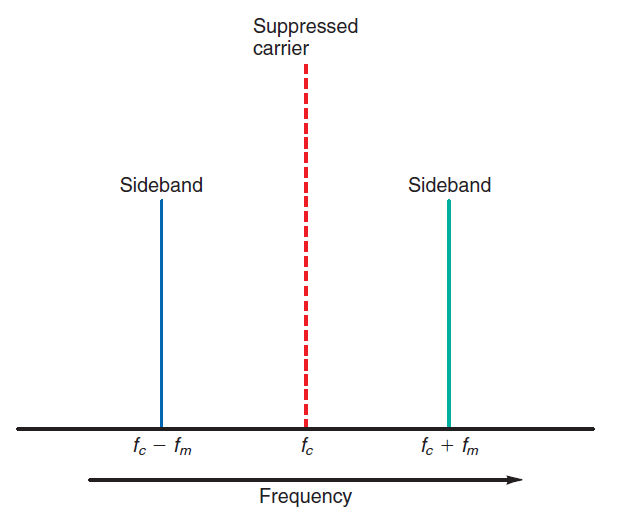 Suppressed
carrier
Sideband
Sideband
fc − fm
fc
fc + fm
Frequency